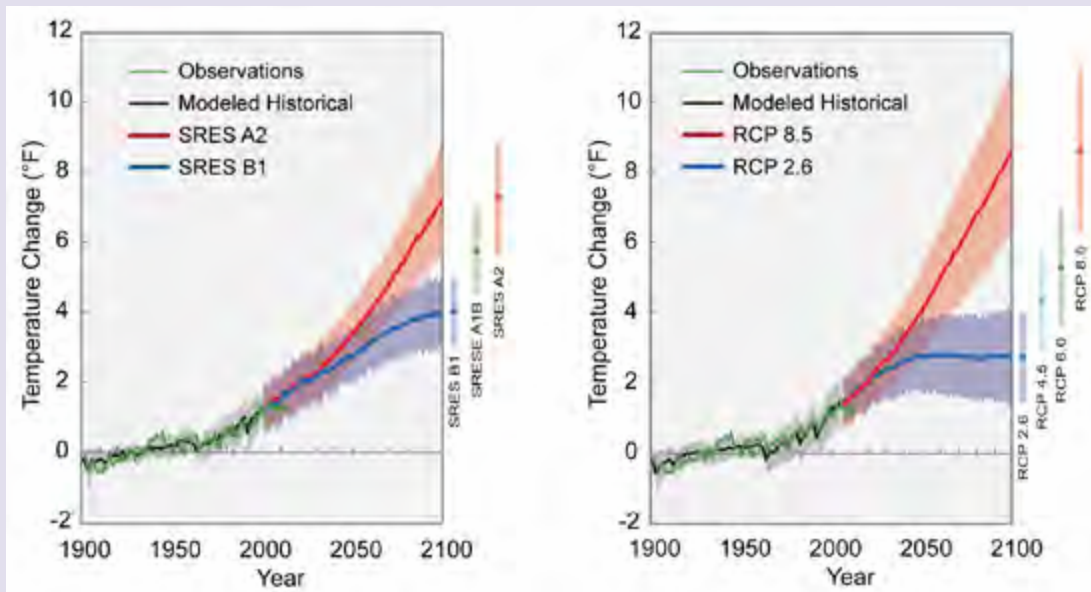 12
10
8
6
4
2
0
-2
Temperature Change (°F)
Observations
Modeled Historical
SRES A2
SRES B1
1900
1950
2000
2050
2100
Year
SRES B1
SRESE A1B
SRES A2
12
10
8
6
4
2
0
-2
Temperature Change (°F)
Observations
Modeled Historical
RCP 8.5
RCP 2.6
1900
1950
2000
2050
2100
Year
RCP 2.6
RCP 4.5
RCP 6.0
RCP 8.5